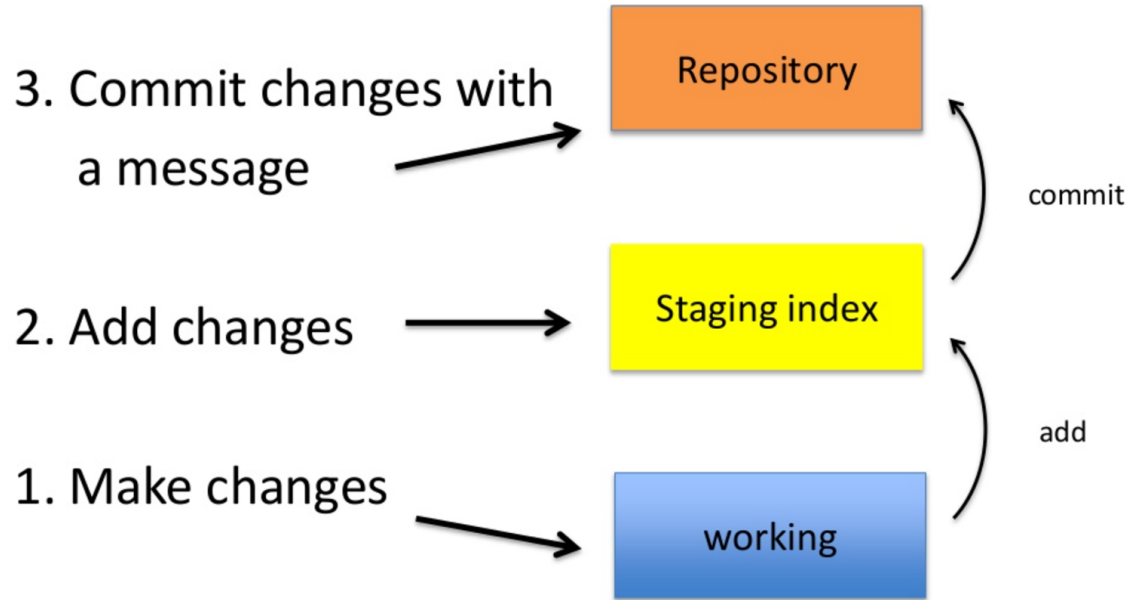 3. Commit changes with
a message
Repository
commit
2. Add changes
Staging index
add
1. Make changes
working